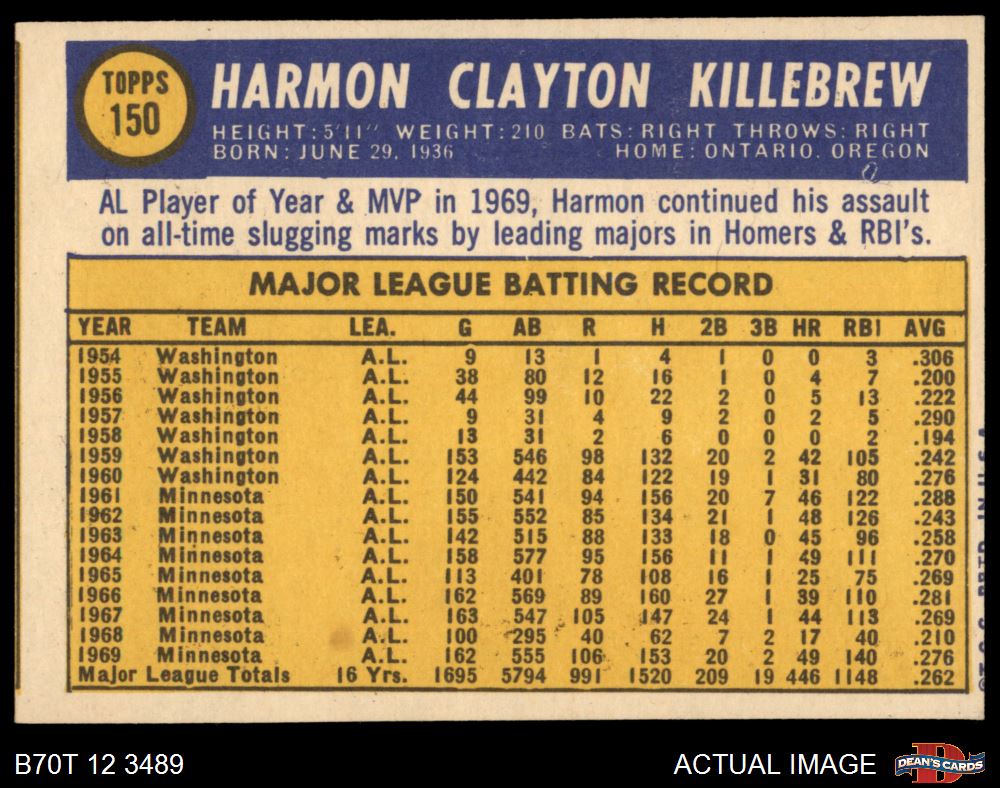 TOPPS
150
HARMON CLAYTON KILLEBREW
HEIGHT: 5'11" WEIGHT: 210 BATS: RIGHT THROWS: RIGHT
BORN: JUNE 29, 1936 HOME: ONTARIO, OREGON
AL Player of Year & MVP in 1969, Harmon continued his assault
on all-time slugging marks by leading majors in Homers & RBI's.
MAJOR LEAGUE BATTING RECORD
YEAR TEAM LEA. G AB R H 2B 3B HR RBI AVG
1954 Washington A.L. 9 13 1 4 1 0 0 3 .306
1955 Washington A.L. 38 80 12 16 1 0 4 7 .200
1956 Washington A.L. 44 99 10 22 2 0 5 13 .222
1957 Washington A.L. 9 31 4 9 2 0 2 5 .290
1958 Washington A.L. 13 31 2 6 0 0 0 2 .194
1959 Washington A.L. 153 546 98 132 20 2 42 105 .242
1960 Washington A.L. 124 442 84 122 19 1 31 80 .276
1961 Minnesota A.L. 150 541 94 156 20 7 46 122 .288
1962 Minnesota A.L. 155 552 85 134 21 1 48 126 .243
1963 Minnesota A.L. 142 515 88 133 18 0 45 96 .258
1964 Minnesota A.L. 158 577 95 156 11 1 49 111 .270
1965 Minnesota A.L. 113 401 78 108 16 1 25 75 .269
1966 Minnesota A.L. 162 569 89 160 27 1 39 110 .281
1967 Minnesota A.L. 163 547 105 147 24 1 44 113 .269
1968 Minnesota A.L. 100 295 40 62 7 2 17 40 .210
1969 Minnesota A.L. 162 555 106 153 20 2 49 140 .276
Major League Totals 16 Yrs. 1695 5794 991 1520 209 19 446 1148 .262
B70T 12 3489
ACTUAL IMAGE
DEAN'S CARDS